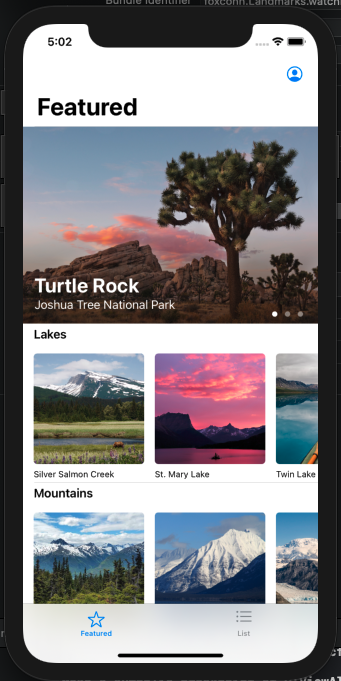 Bundle Identifier
foxconn.Landmarks.watch
5:02
Featured
Turtle Rock
Joshua Tree National Park
Lakes
Silver Salmon Creek
St. Mary Lake
Twin Lake
Mountains
Featured
List